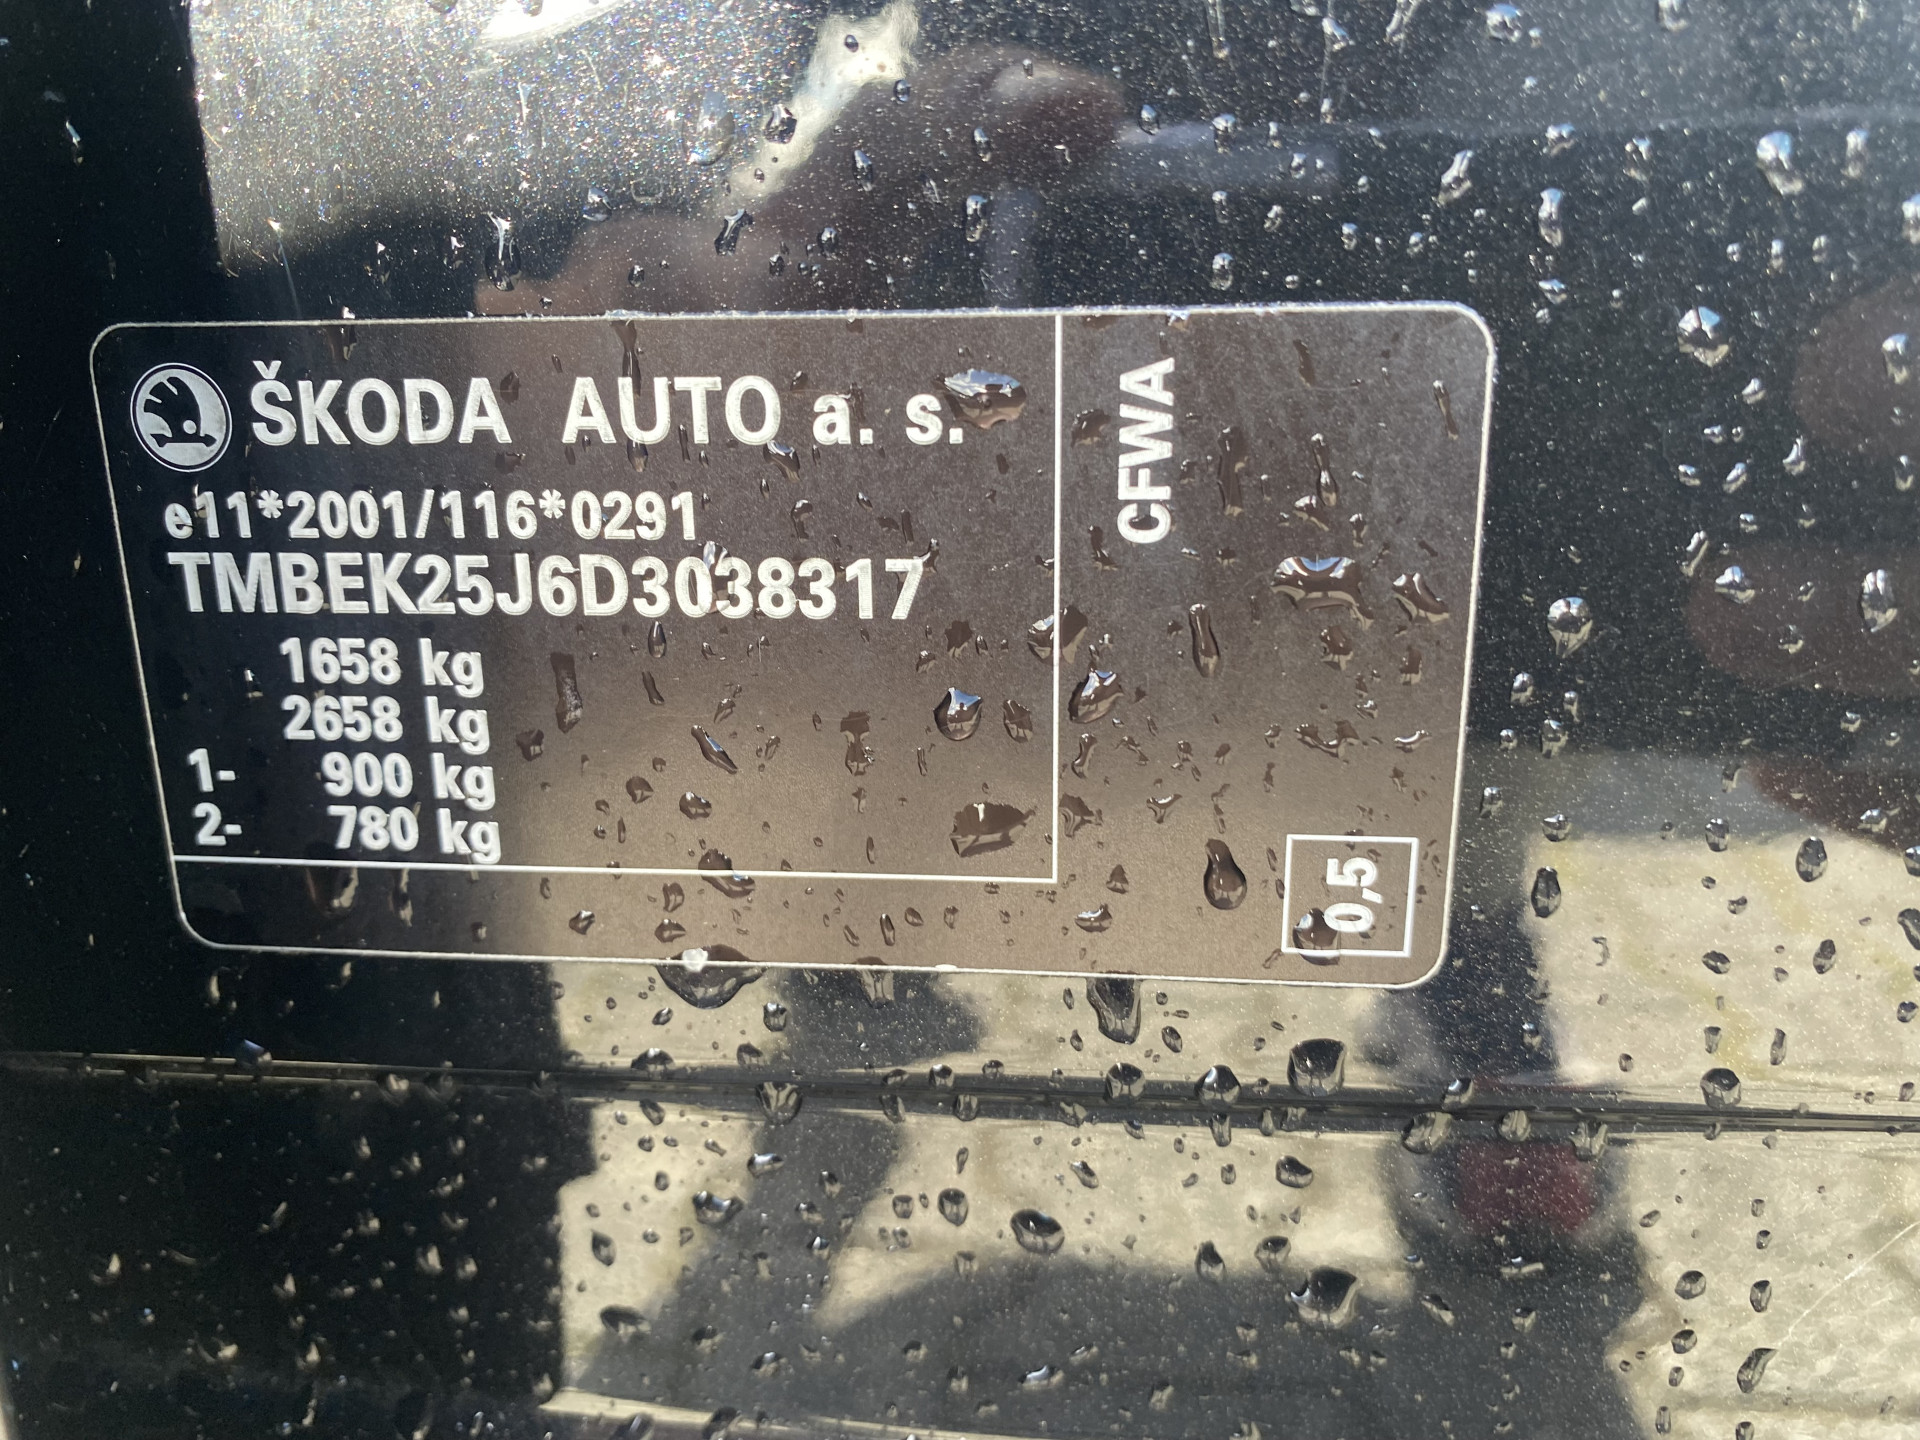 ŠKODA AUTO a. s.
e11*2001/116*0291
TMBEK25J6D3038317
1658 kg
2658 kg
1- 900 kg
2- 780 kg
CFWA
0,5